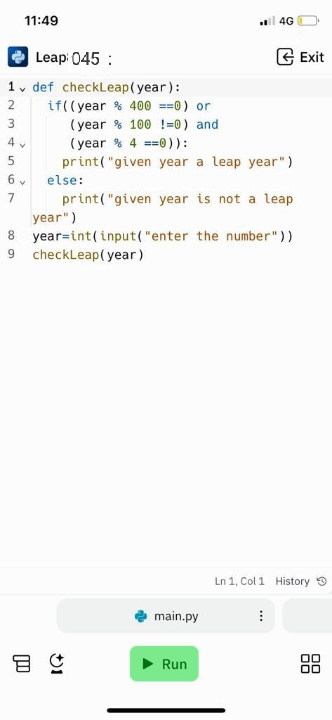 11:49
4G
Leap 045 :
Exit
1 def checkLeap(year):
2 if((year % 400 ==0) or
3 (year % 100 !=0) and
4 (year % 4 ==0)):
5 print("given year a leap year")
6 else:
7 print("given year is not a leap
year")
8 year=int(input("enter the number"))
9 checkLeap(year)
Ln 1, Col 1 History
main.py
Run